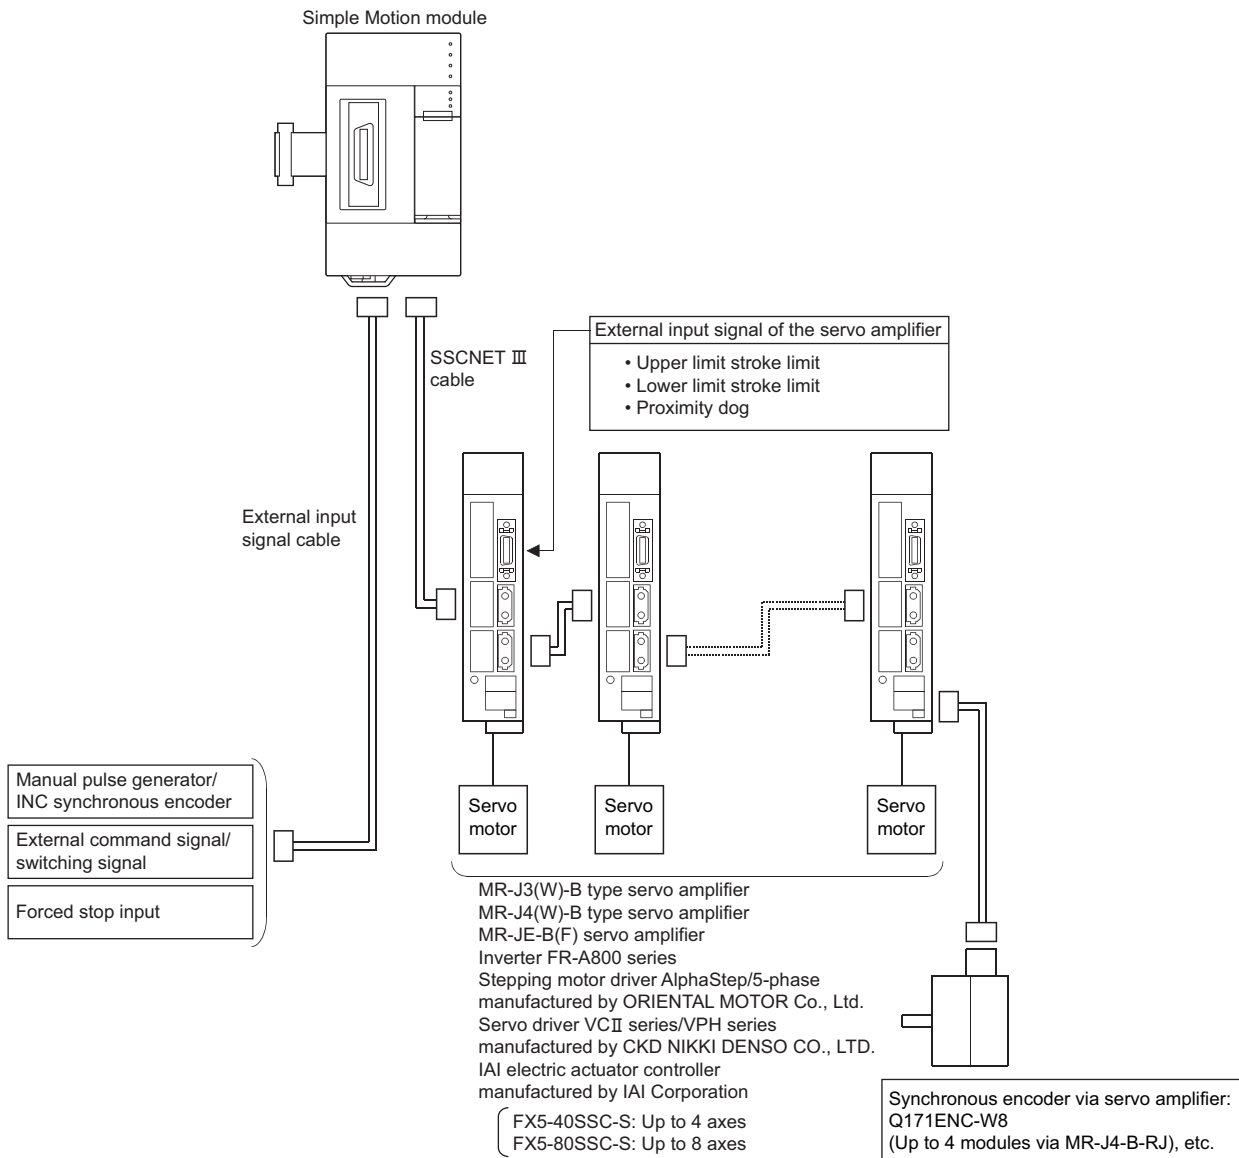 Simple Motion module
SSCNET Ⅲ
cable
External input signal of the servo amplifier
• Upper limit stroke limit
• Lower limit stroke limit
• Proximity dog
External input
signal cable
Manual pulse generator/
INC synchronous encoder
External command signal/
switching signal
Forced stop input
Servo
motor
Servo
motor
Servo
motor
MR-J3(W)-B type servo amplifier
MR-J4(W)-B type servo amplifier
MR-JE-B(F) servo amplifier
Inverter FR-A800 series
Stepping motor driver AlphaStep/5-phase
manufactured by ORIENTAL MOTOR Co., Ltd.
Servo driver VCⅡ series/VPH series
manufactured by CKD NIKKI DENSO CO., LTD.
IAI electric actuator controller
manufactured by IAI Corporation
FX5-40SSC-S: Up to 4 axes
FX5-80SSC-S: Up to 8 axes
Synchronous encoder via servo amplifier:
Q171ENC-W8
(Up to 4 modules via MR-J4-B-RJ), etc.